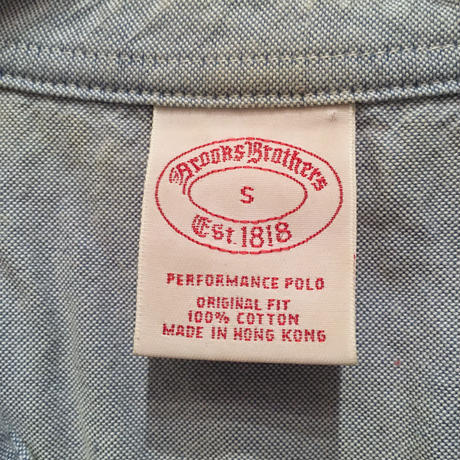 Brooks Brothers
S
Est. 1818
PERFORMANCE POLO
ORIGINAL FIT
100% COTTON
MADE IN HONG KONG